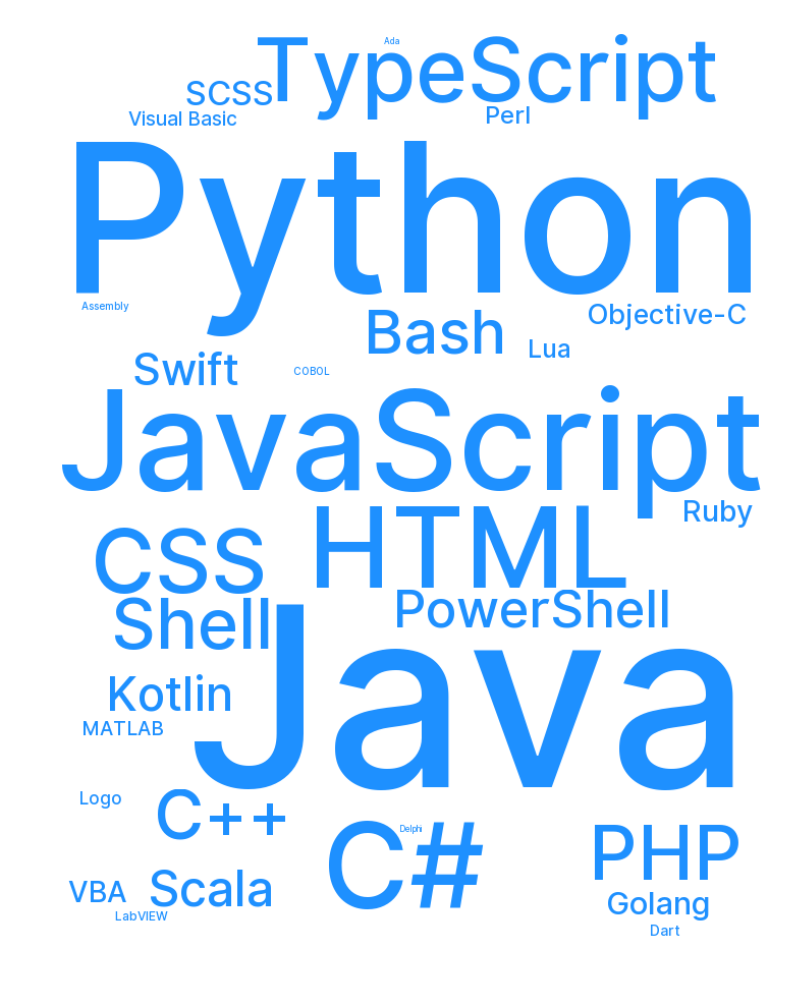 Ada
TypeScript
SCSS
Visual Basic
Perl
Python
Assembly
Bash
Objective-C
Lua
Swift
COBOL
JavaScript
Ruby
HTML
CSS
Shell
PowerShell
Java
Kotlin
MATLAB
Logo
C++
C#
Delphi
PHP
VBA
Scala
Golang
LabVIEW
Dart